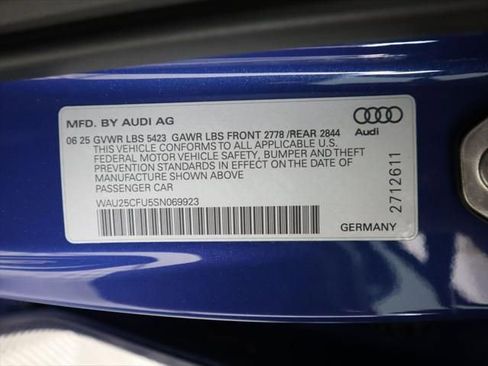 MFD. BY AUDI AG
06 25 GVWR LBS 5423 GAWR LBS FRONT 2778 /REAR 2844
THIS VEHICLE CONFORMS TO ALL APPLICABLE U.S.
FEDERAL MOTOR VEHICLE SAFETY, BUMPER AND THEFT
PREVENTION STANDARDS IN EFFECT ON THE DATE OF
MANUFACTURE SHOWN ABOVE.
PASSENGER CAR
WAU25CFU5SN069923
Audi
GERMANY
2712611